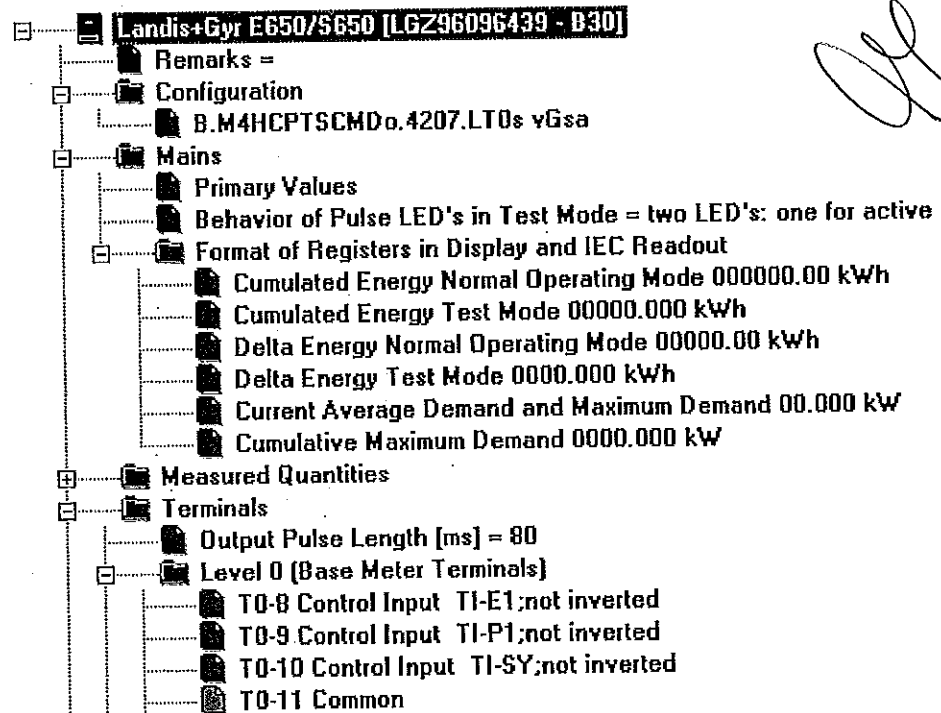 Landis+Gyr E650/S650 [LGZ96096439 - B30]
Remarks =
Configuration
B.M4HCPTSCMDo.4207.LT0s vGsa
Mains
Primary Values
Behavior of Pulse LED's in Test Mode = two LED's: one for active
Format of Registers in Display and IEC Readout
Cumulated Energy Normal Operating Mode 000000.00 kWh
Cumulated Energy Test Mode 00000.000 kWh
Delta Energy Normal Operating Mode 00000.00 kWh
Delta Energy Test Mode 0000.000 kWh
Current Average Demand and Maximum Demand 00.000 kW
Cumulative Maximum Demand 0000.000 kW
Measured Quantities
Terminals
Output Pulse Length [ms] = 80
Level 0 (Base Meter Terminals)
T0-8 Control Input TI-E1;not inverted
T0-9 Control Input TI-P1;not inverted
T0-10 Control Input TI-SY;not inverted
T0-11 Common